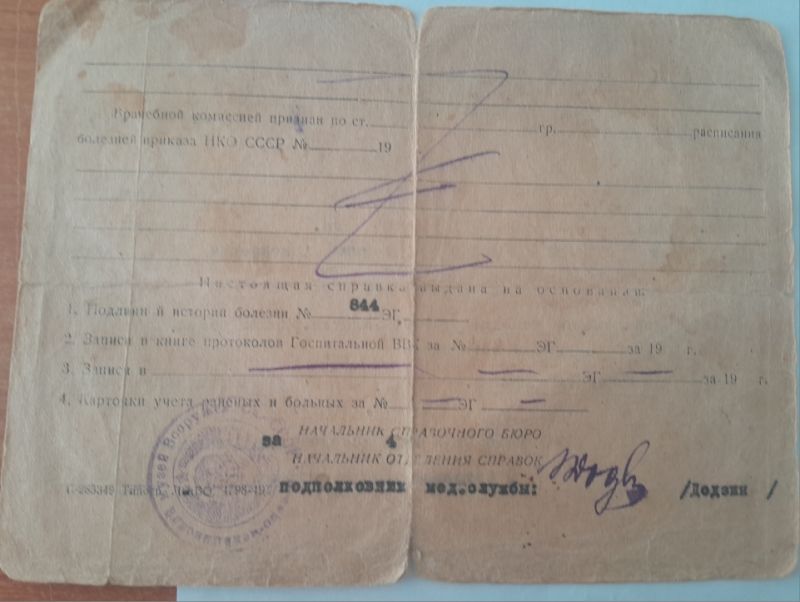 Врачебной комиссией признан по ст. гр. расписания
болезней приказа НКО СССР № 19
Настоящая справка выдана на основании:
1. Подлинн й истории болезни № 844 ЭГ
2. Записи в книге протоколов Госпитальной ВВК за № ЭГ за 19 г.
3. Записи в ЭГ за 19 г.
4. Карточки учета раненых и больных за № ЭГ
НАЧАЛЬНИК СПРАВОЧНОГО БЮРО
за 4
НАЧАЛЬНИК ОТДЕЛЕНИЯ СПРАВОК
подполковник мед.службы: /Додзин /